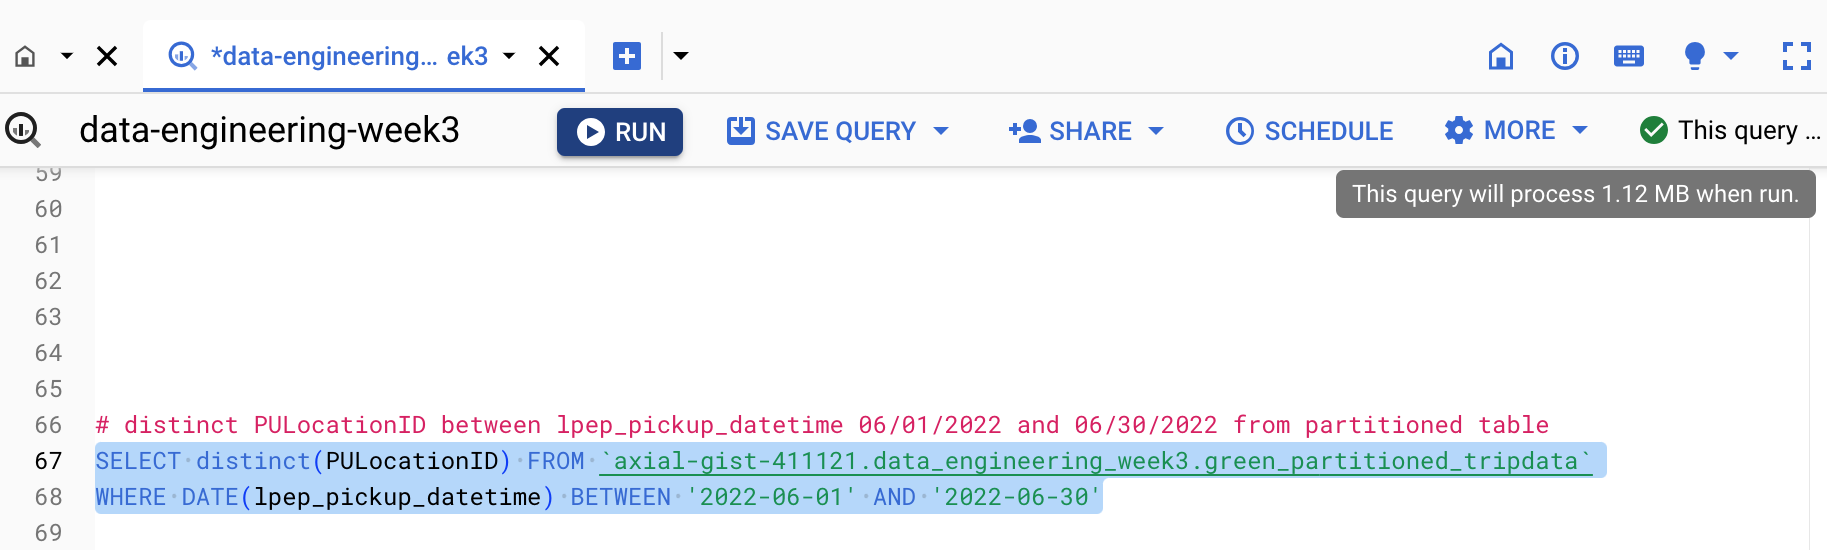 *data-engineering... ek3
data-engineering-week3
RUN
SAVE QUERY
SHARE
SCHEDULE
MORE
This query ...
This query will process 1.12 MB when run.
59
60
61
62
63
64
65
66 # distinct PULocationID between lpep_pickup_datetime 06/01/2022 and 06/30/2022 from partitioned table
67 SELECT distinct(PULocationID) FROM `axial-gist-411121.data_engineering_week3.green_partitioned_tripdata`
68 WHERE DATE(lpep_pickup_datetime) BETWEEN '2022-06-01' AND '2022-06-30'
69